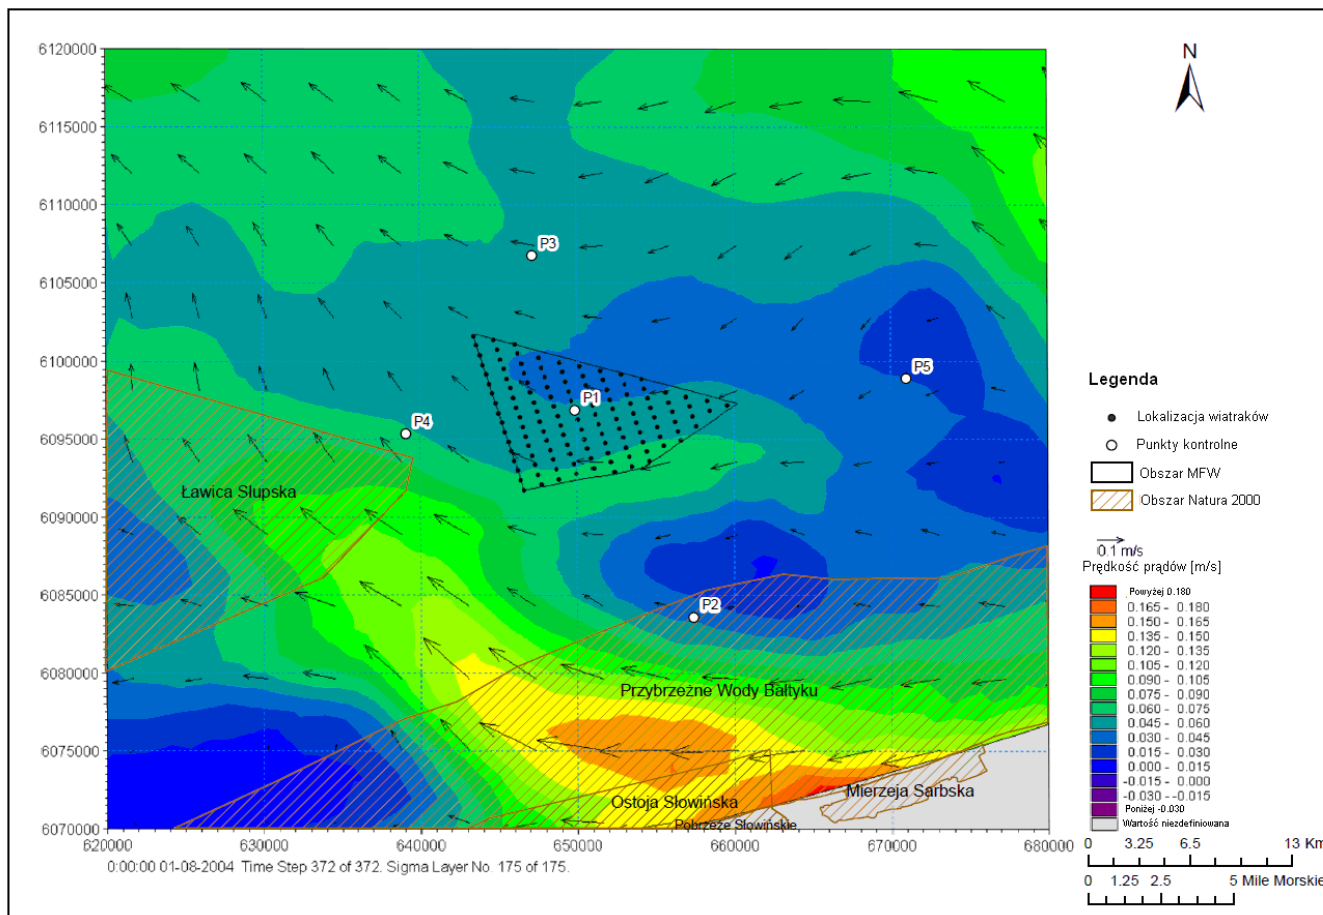 6120000
6115000
6110000
6105000
6100000
6095000
6090000
6085000
6080000
6075000
6070000
620000
630000
640000
650000
660000
670000
680000
P3
P5
P1
P4
Ławica Słupska
P2
Przybrzeżne Wody Bałtyku
Mierzeja Sarbska
Ostoja Słowińska
Pobrzeże Słowińskie
0:00:00 01-08-2004 Time Step 372 of 372. Sigma Layer No. 175 of 175.
N
Legenda
Lokalizacja wiatraków
Punkty kontrolne
Obszar MFW
Obszar Natura 2000
0.1 m/s
Prędkość prądów [m/s]
Powyżej 0.180
0.165 - 0.180
0.150 - 0.165
0.135 - 0.150
0.120 - 0.135
0.105 - 0.120
0.090 - 0.105
0.075 - 0.090
0.060 - 0.075
0.045 - 0.060
0.030 - 0.045
0.015 - 0.030
0.000 - 0.015
-0.015 - 0.000
-0.030 - -0.015
Poniżej -0.030
Wartość niezdefiniowana
0 3.25 6.5 13 Km
0 1.25 2.5 5 Mile Morskie